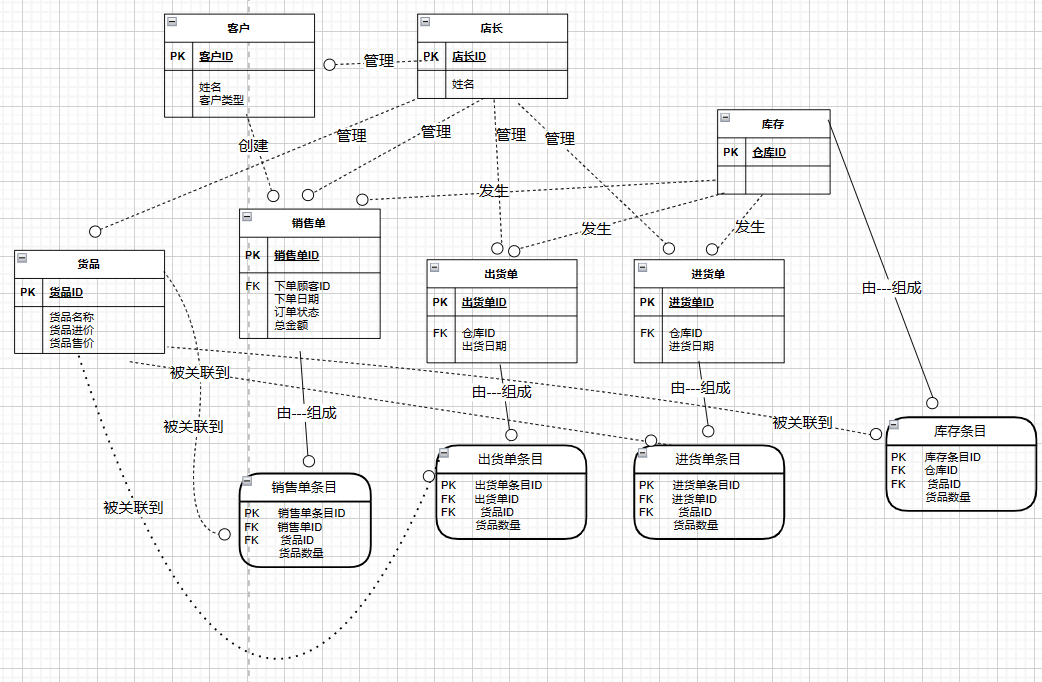 客户
PK 客户ID
姓名
客户类型
店长
PK 店长ID
姓名
管理
创建
管理
管理
管理
管理
库存
PK 仓库ID
发生
发生
发生
由---组成
货品
PK 货品ID
货品名称
货品进价
货品售价
销售单
PK 销售单ID
FK 下单顾客ID
下单日期
订单状态
总金额
出货单
PK 出货单ID
FK 仓库ID
出货日期
进货单
PK 进货单ID
FK 仓库ID
进货日期
被关联到
被关联到
被关联到
被关联到
由---组成
由---组成
由---组成
销售单条目
PK 销售单条目ID
FK 销售单ID
FK 货品ID
货品数量
出货单条目
PK 出货单条目ID
FK 出货单ID
FK 货品ID
货品数量
进货单条目
PK 进货单条目ID
FK 进货单ID
FK 货品ID
货品数量
库存条目
PK 库存条目ID
FK 仓库ID
FK 货品ID
货品数量